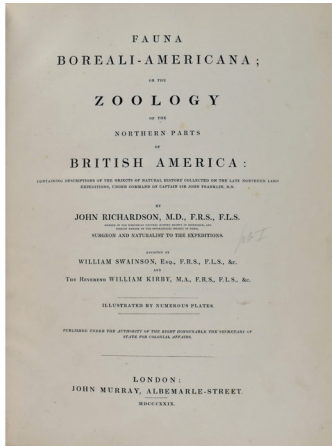 FAUNA
BOREALI-AMERICANA;
OR THE
ZOOLOGY
OF THE
NORTHERN PARTS
OF
BRITISH AMERICA:
CONTAINING DESCRIPTIONS OF THE OBJECTS OF NATURAL HISTORY COLLECTED ON THE LATE NORTHERN LAND
EXPEDITIONS, UNDER COMMAND OF CAPTAIN SIR JOHN FRANKLIN, R.N.
BY
JOHN RICHARDSON, M.D., F.R.S., F.L.S.
SURGEON AND NATURALIST TO THE EXPEDITIONS.
ASSISTED BY
WILLIAM SWAINSON, Esq., F.R.S., F.L.S., &c.
AND
The Reverend WILLIAM KIRBY, M.A., F.R.S., F.L.S., &c.
ILLUSTRATED BY NUMEROUS PLATES.
PUBLISHED UNDER THE AUTHORITY OF THE RIGHT HONOURABLE THE SECRETARY OF
STATE FOR COLONIAL AFFAIRS.
LONDON:
JOHN MURRAY, ALBEMARLE-STREET.
MDCCCXXIX.